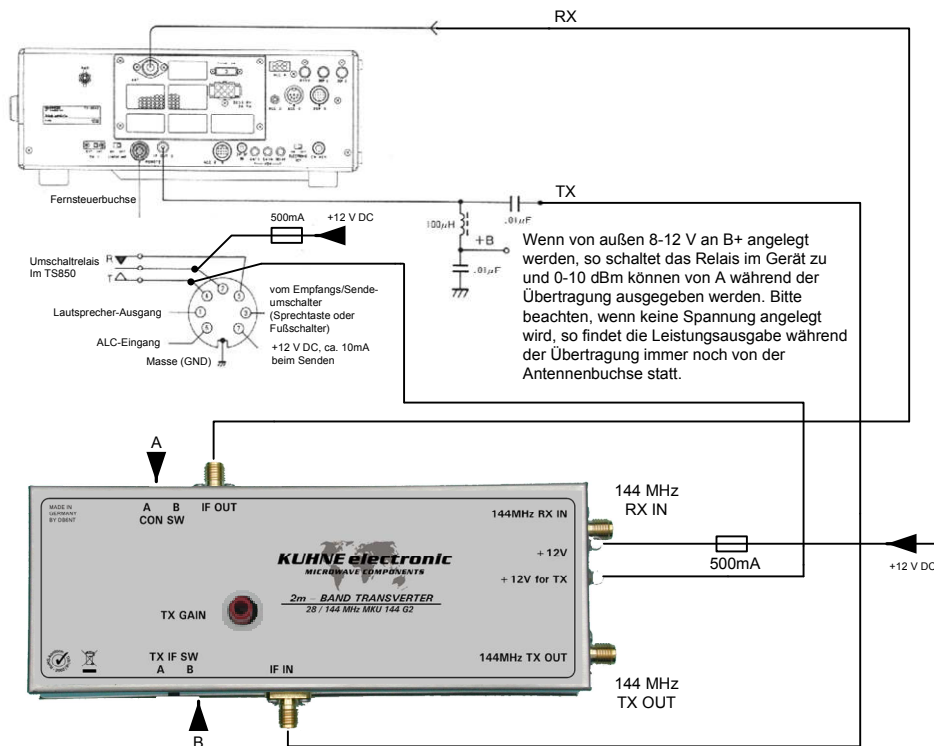 RX
TX
Fernsteuerbuchse
500mA
+12 V DC
100μH
.01μF
+B
.01μF
Umschaltrelais
Im TS850
R
T
Lautsprecher-Ausgang
ALC-Eingang
Masse (GND)
vom Empfangs/Sende-
umschalter
(Sprechtaste oder
Fußschalter)
+12 V DC, ca. 10mA
beim Senden
Wenn von außen 8-12 V an B+ angelegt
werden, so schaltet das Relais im Gerät zu
und 0-10 dBm können von A während der
Übertragung ausgegeben werden. Bitte
beachten, wenn keine Spannung angelegt
wird, so findet die Leistungsausgabe während
der Übertragung immer noch von der
Antennenbuchse statt.
A
MADE IN
GERMANY
BY DB6NT
A B
CON SW
IF OUT
144MHz RX IN
144 MHz
RX IN
KUHNE electronic
MICROWAVE COMPONENTS
+12V
+12V for TX
500mA
+12 V DC
2m - BAND TRANSVERTER
28 / 144 MHz MKU 144 G2
TX GAIN
TX IF SW
A B
IF IN
144MHz TX OUT
144 MHz
TX OUT
B